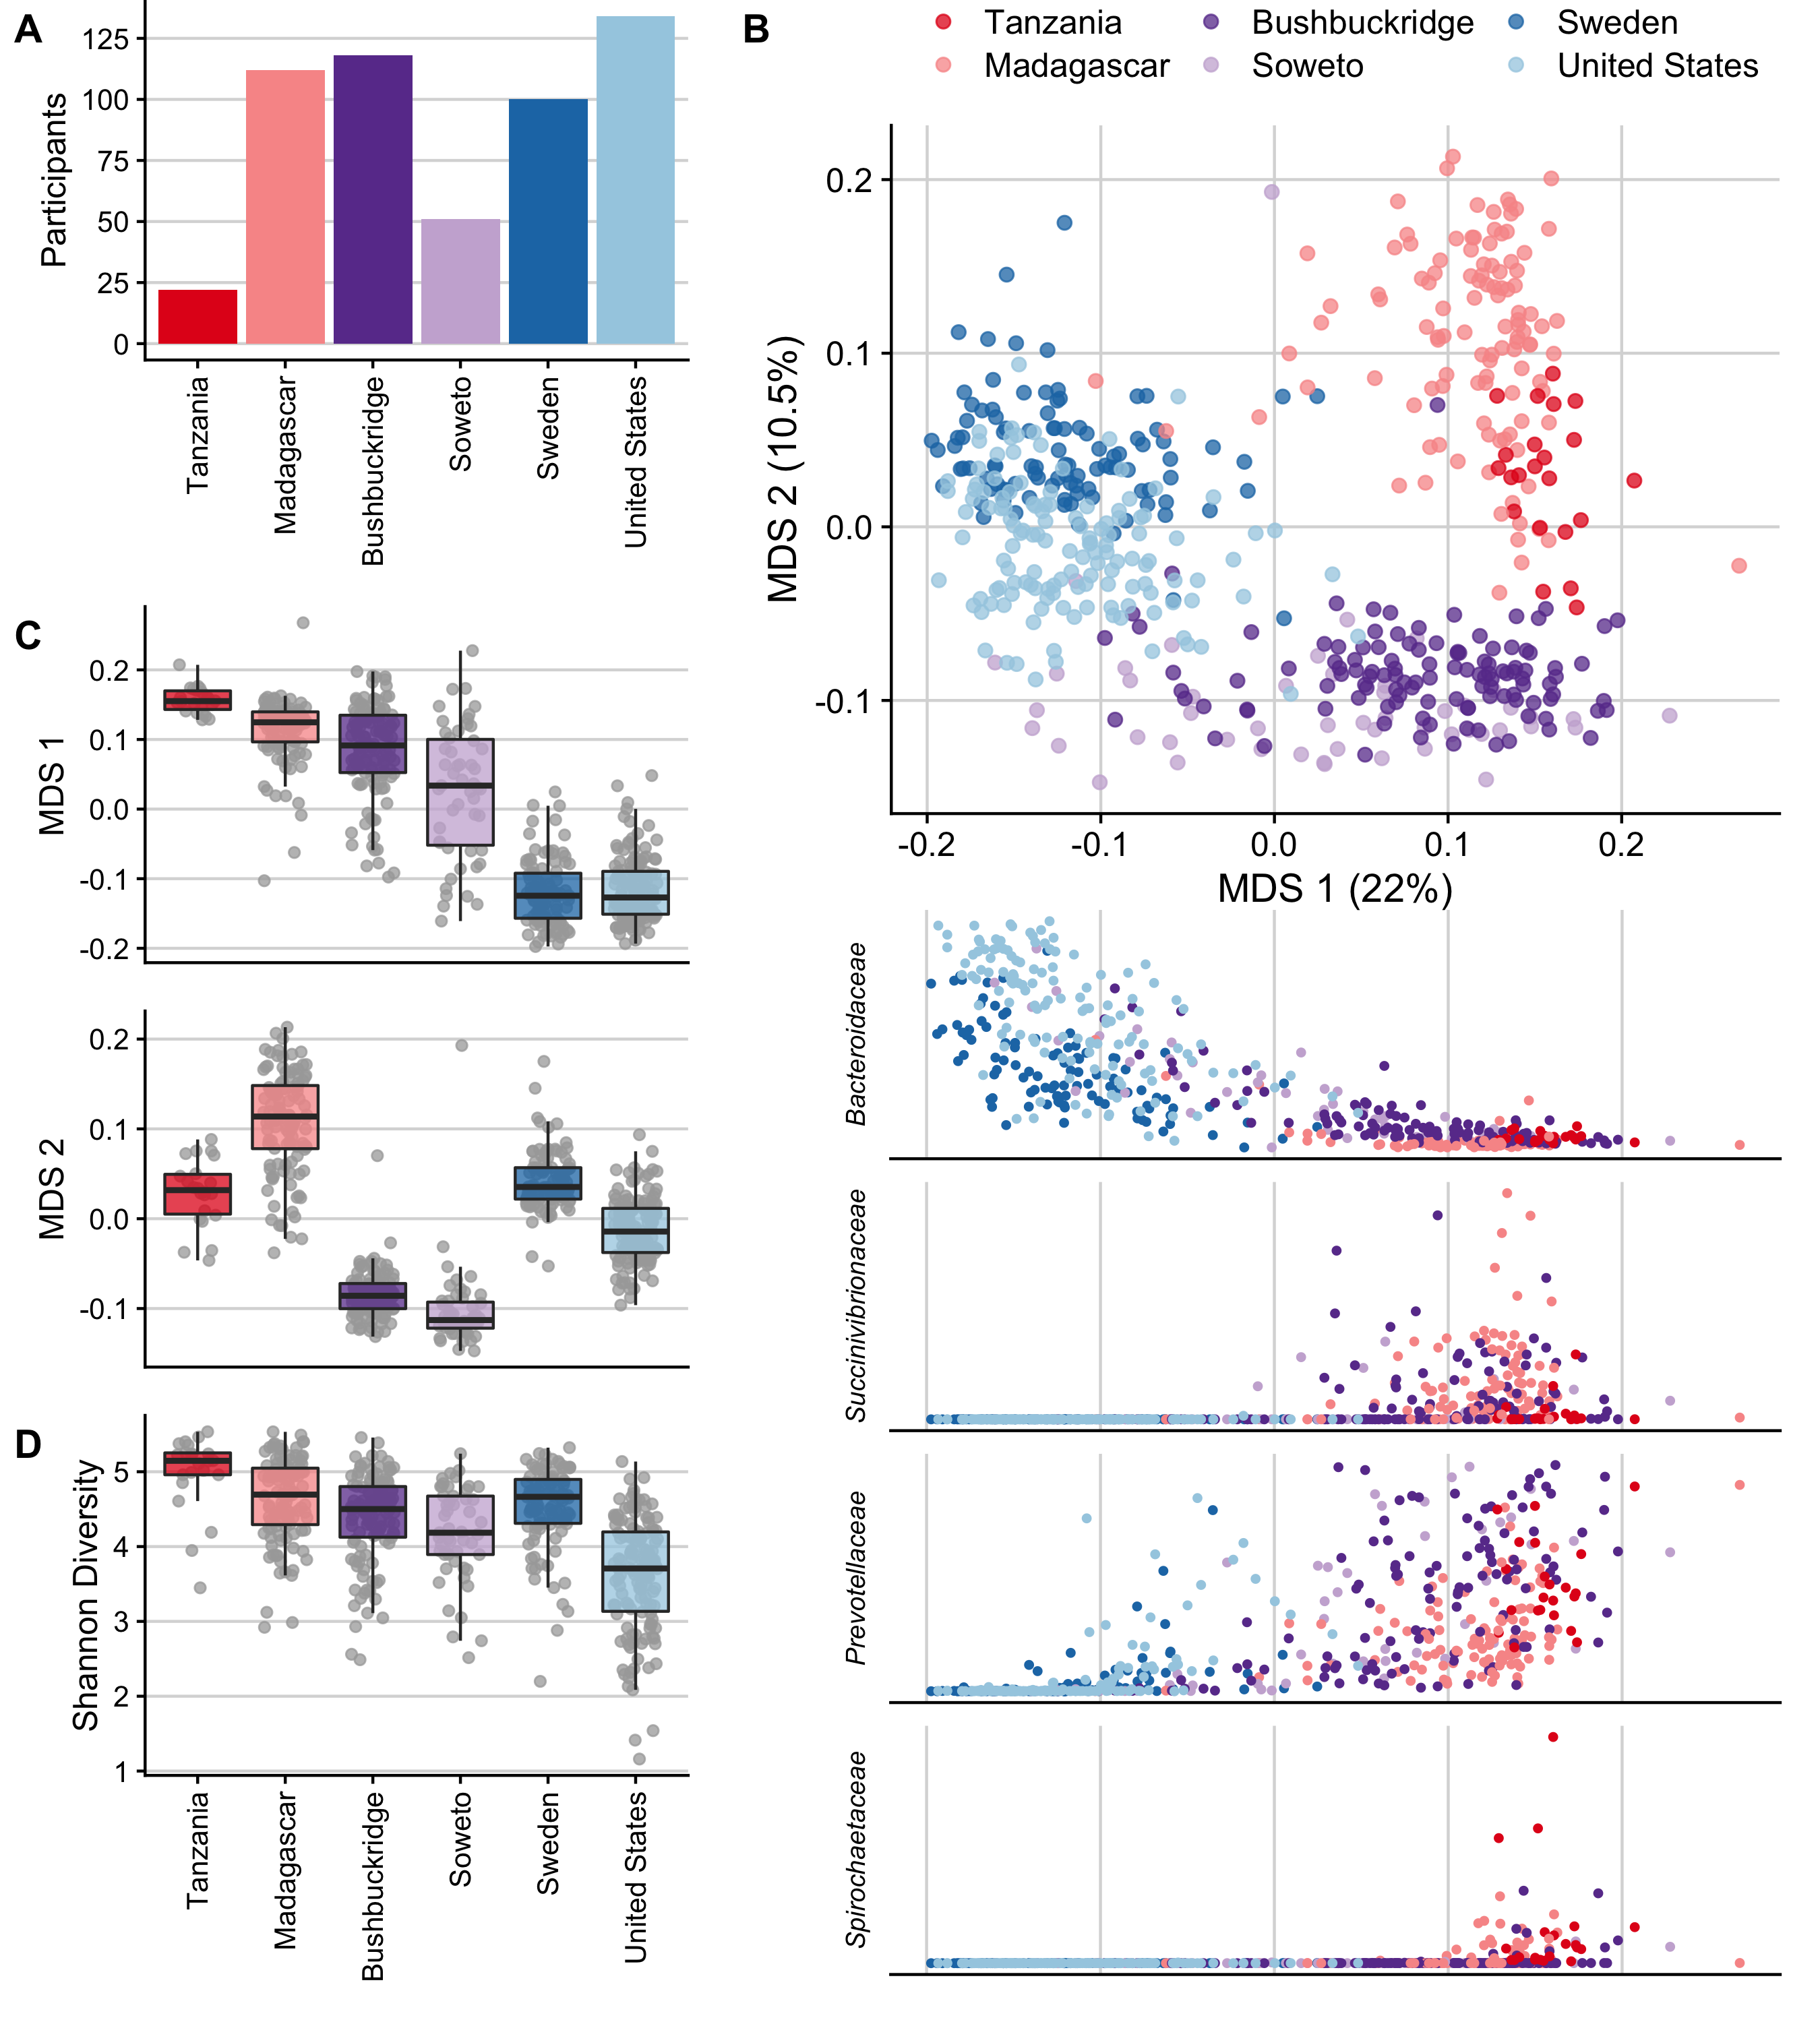 A
125
100
75
50
25
0
Participants
Tanzania
Madagascar
Bushbuckridge
Soweto
Sweden
United States
B
Tanzania
Bushbuckridge
Sweden
Madagascar
Soweto
United States
0.2
0.1
0.0
-0.1
MDS 2 (10.5%)
-0.2
-0.1
0.0
0.1
0.2
MDS 1 (22%)
Bacteroidaceae
Succinivibrionaceae
Prevotellaceae
Spirochaetaceae
C
0.2
0.1
0.0
-0.1
-0.2
MDS 1
0.2
0.1
0.0
-0.1
MDS 2
D
5
4
3
2
1
Shannon Diversity
Tanzania
Madagascar
Bushbuckridge
Soweto
Sweden
United States